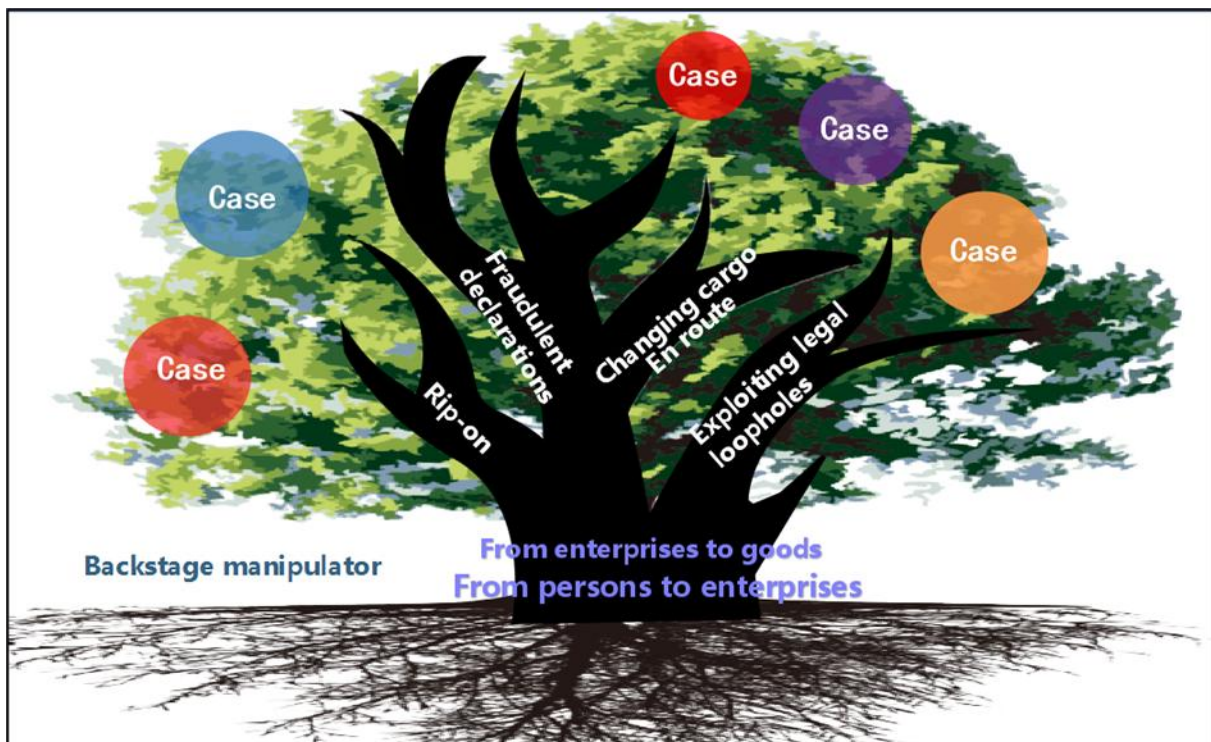 Case
Case
Case
Case
Case
Fraudulent
declarations
Changing cargo
En route
Rip-on
Exploiting legal
loopholes
From enterprises to goods
Backstage manipulator
From persons to enterprises